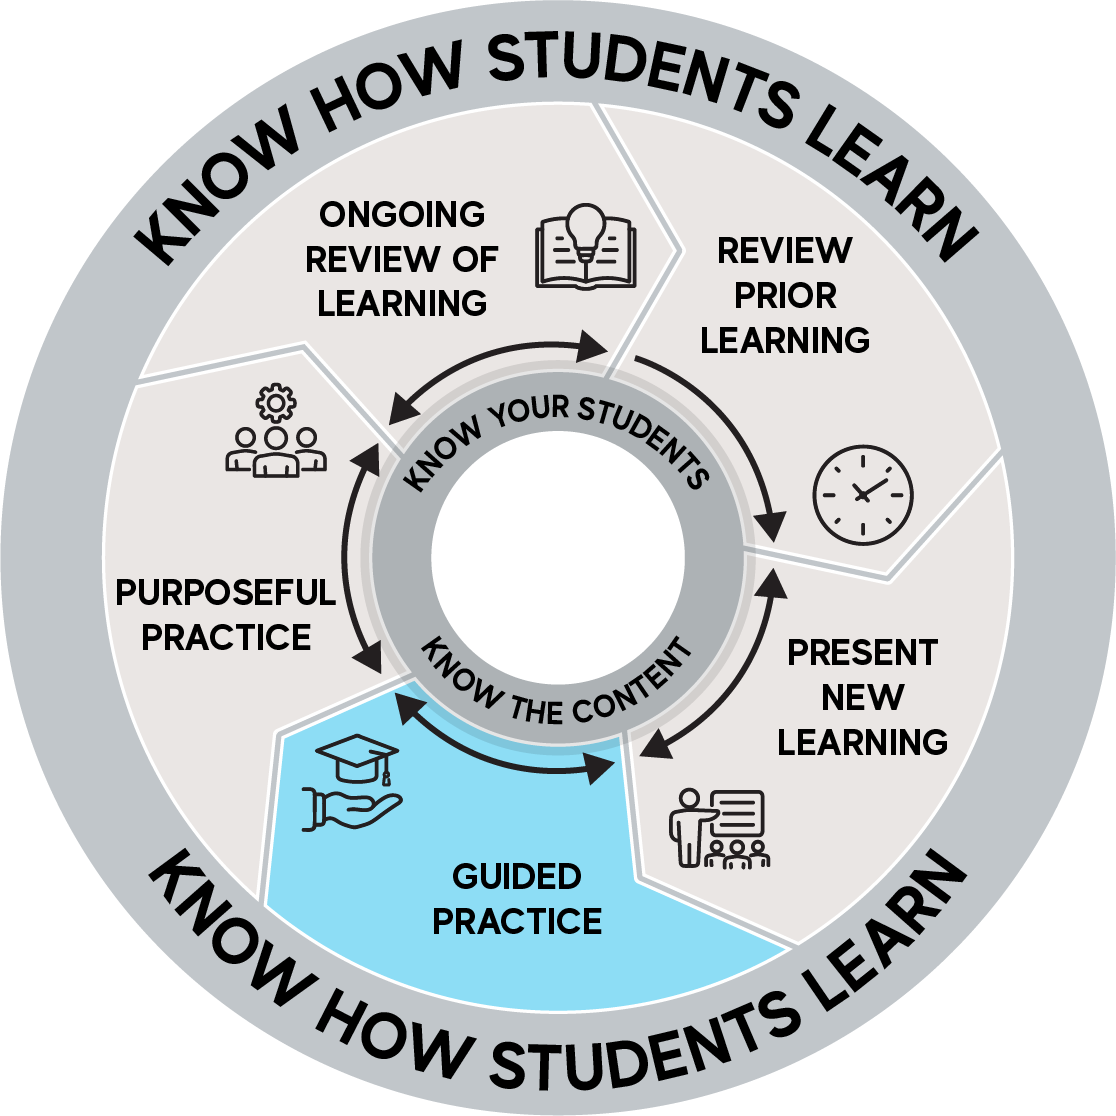 KNOW HOW STUDENTS LEARN
ONGOING
REVIEW OF
LEARNING
REVIEW
PRIOR
LEARNING
KNOW YOUR STUDENTS
PURPOSEFUL
PRACTICE
KNOW THE CONTENT
PRESENT
NEW
LEARNING
GUIDED
PRACTICE
KNOW HOW STUDENTS LEARN